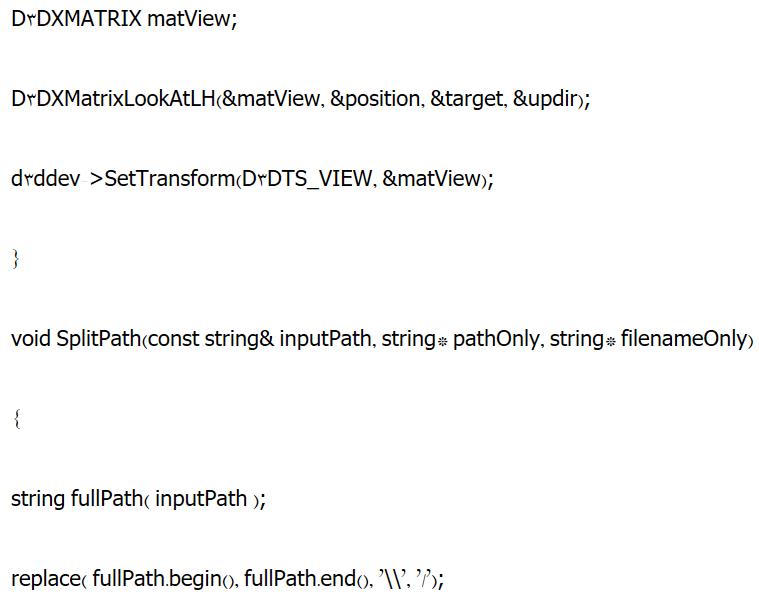 D۳DXMATRIX matView;
D۳DXMatrixLookAtLH(&matView, &position, &target, &updir);
d۳ddev >SetTransform(D۳DTS_VIEW, &matView);
}
void SplitPath(const string& inputPath, string* pathOnly, string* filenameOnly)
{
string fullPath( inputPath );
replace( fullPath.begin(), fullPath.end(), ’\\’, ’/’);